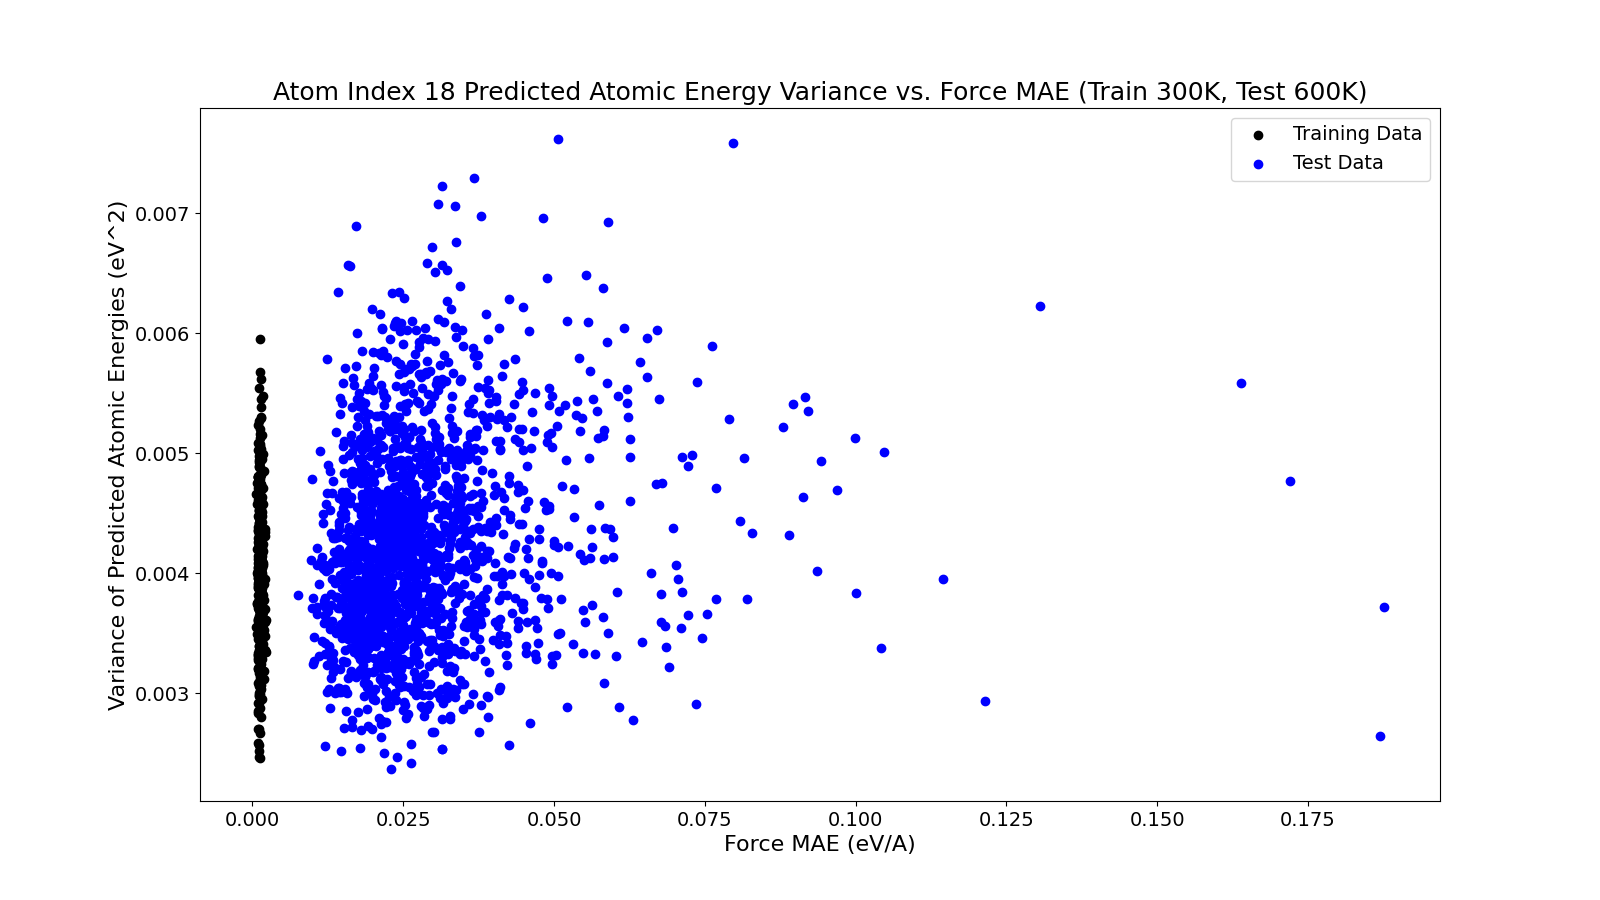 Atom Index 18 Predicted Atomic Energy Variance vs. Force MAE (Train 300K, Test 600K)
Training Data
Test Data
Variance of Predicted Atomic Energies (eV^2)
0.007
0.006
0.005
0.004
0.003
0.000 0.025 0.050 0.075 0.100 0.125 0.150 0.175
Force MAE (eV/A)